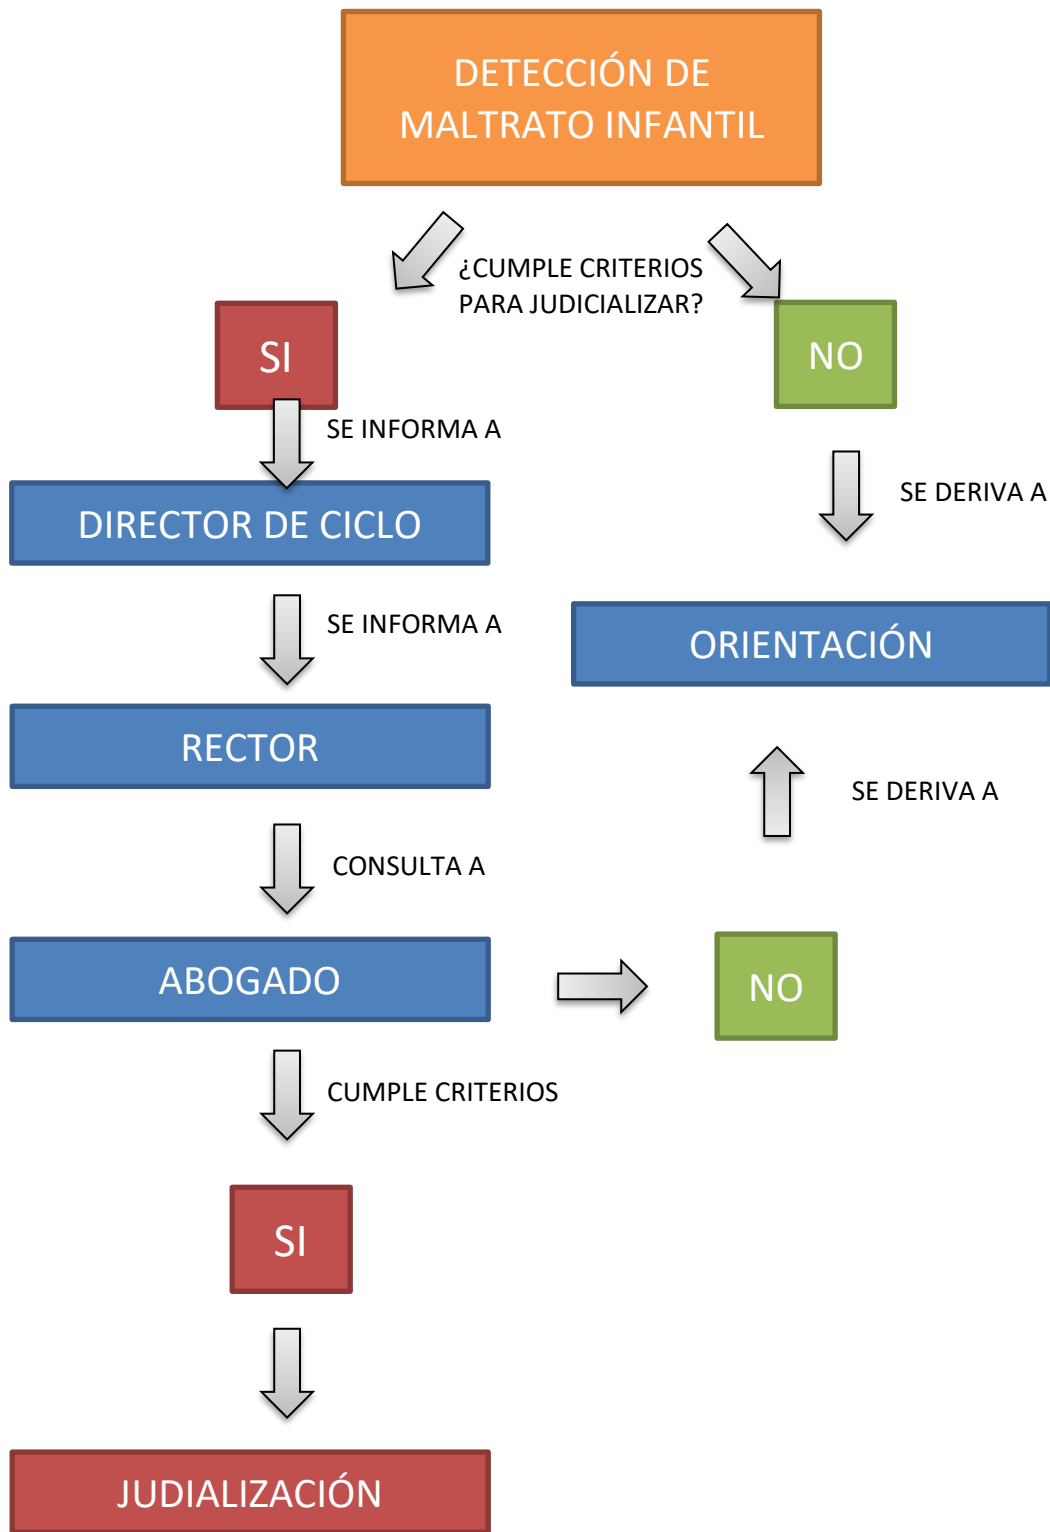 DETECCIÓN DE
MALTRATO INFANTIL
¿CUMPLE CRITERIOS
PARA JUDICIALIZAR?
SI
NO
SE INFORMA A
SE DERIVA A
DIRECTOR DE CICLO
SE INFORMA A
ORIENTACIÓN
RECTOR
SE DERIVA A
CONSULTA A
ABOGADO
NO
CUMPLE CRITERIOS
SI
JUDIALIZACIÓN